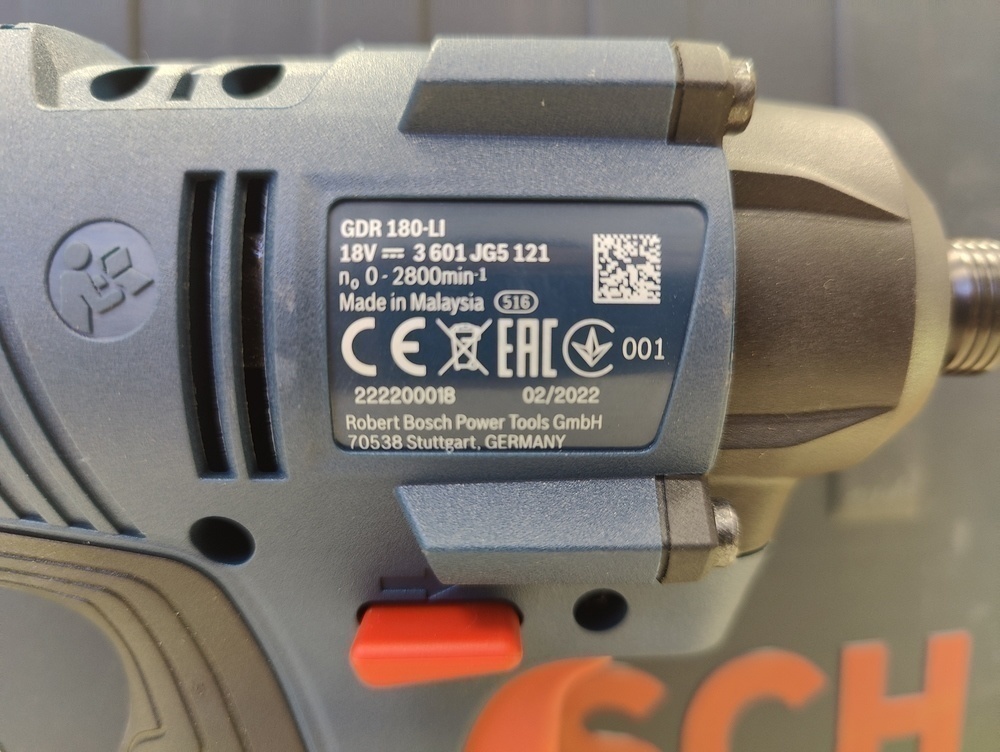 GDR 180-LI
18V ⎓ 3 601 JG5 121
n₀ 0 - 2800min-1
Made in Malaysia 516
CE EAC 001
222200018 02/2022
Robert Bosch Power Tools GmbH
70538 Stuttgart, GERMANY
SCH